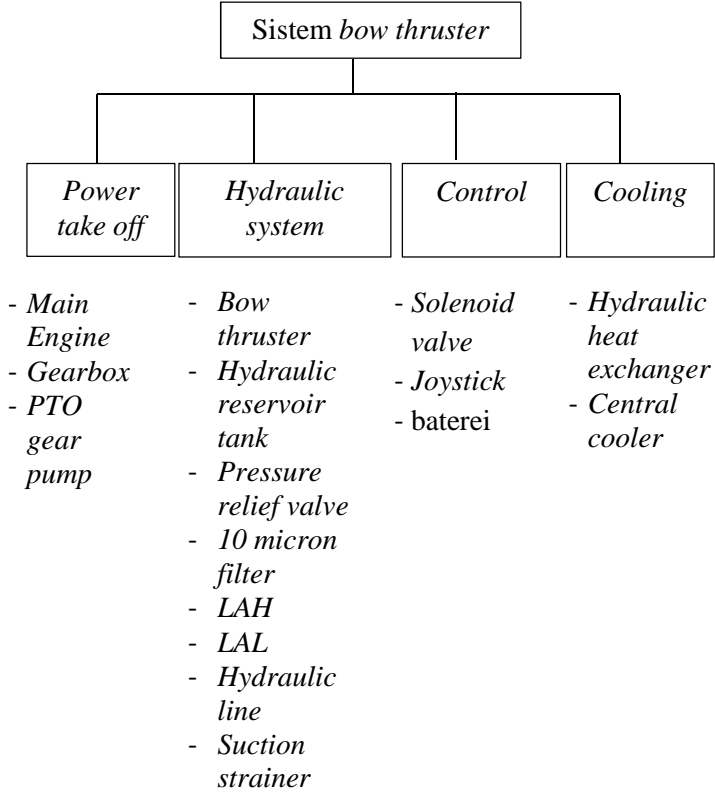 Sistem bow thruster
Power
take off
Hydraulic
system
Control
Cooling
- Main
Engine
- Gearbox
- PTO
gear
pump
- Bow
thruster
- Hydraulic
reservoir
tank
- Pressure
relief valve
- 10 micron
filter
- LAH
- LAL
- Hydraulic
line
- Suction
strainer
- Solenoid
valve
- Joystick
- baterei
- Hydraulic
heat
exchanger
- Central
cooler